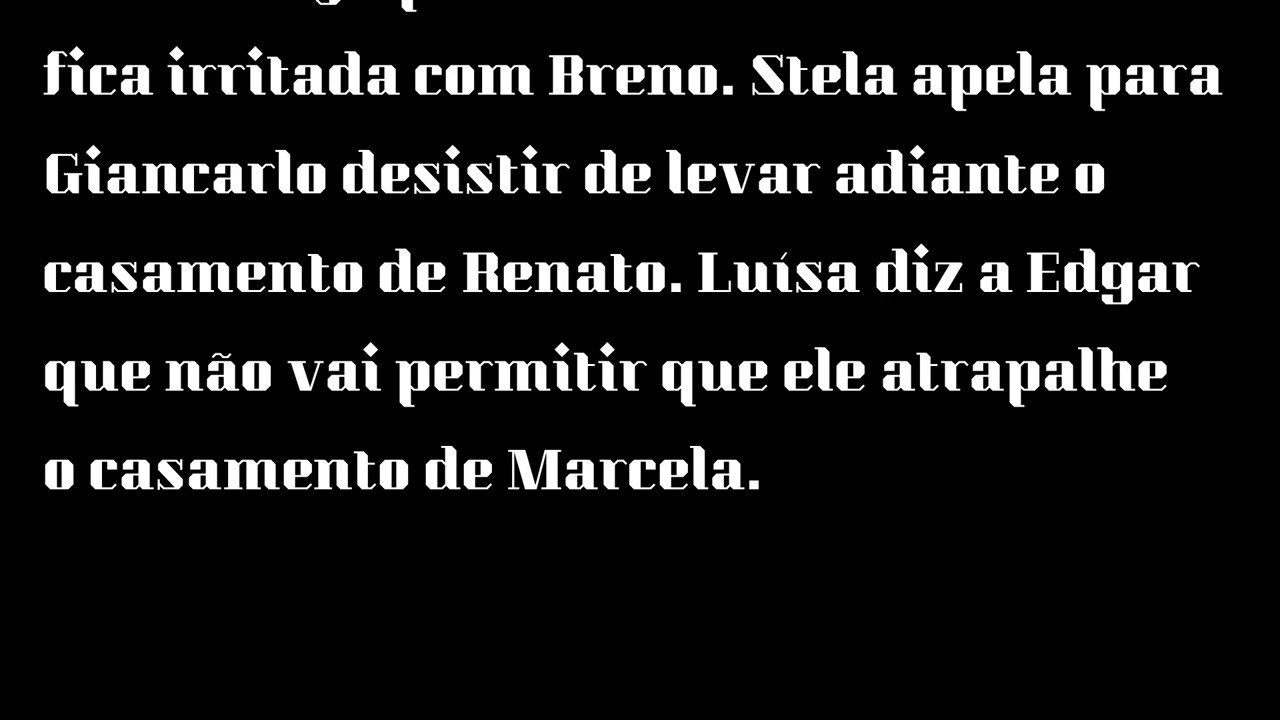 fica irritada com Breno. Stela apela para
Giancarlo desistir de levar adiante o
casamento de Renato. Luísa diz a Edgar
que não vai permitir que ele atrapalhe
o casamento de Marcela.